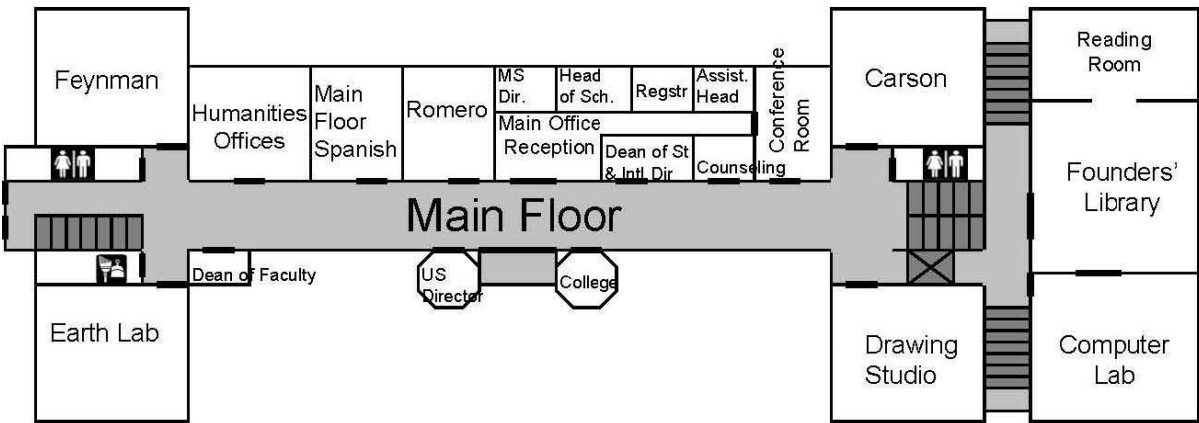 Feynman
Humanities
Offices
Main
Floor
Spanish
Romero
MS
Dir.
Head
of Sch.
Regstr
Assist.
Head
Main Office
Reception
Dean of St
& Intl Dir
Counseling
Conference
Room
Carson
Reading
Room
Founders'
Library
Main Floor
Dean of Faculty
US
Director
College
Earth Lab
Drawing
Studio
Computer
Lab